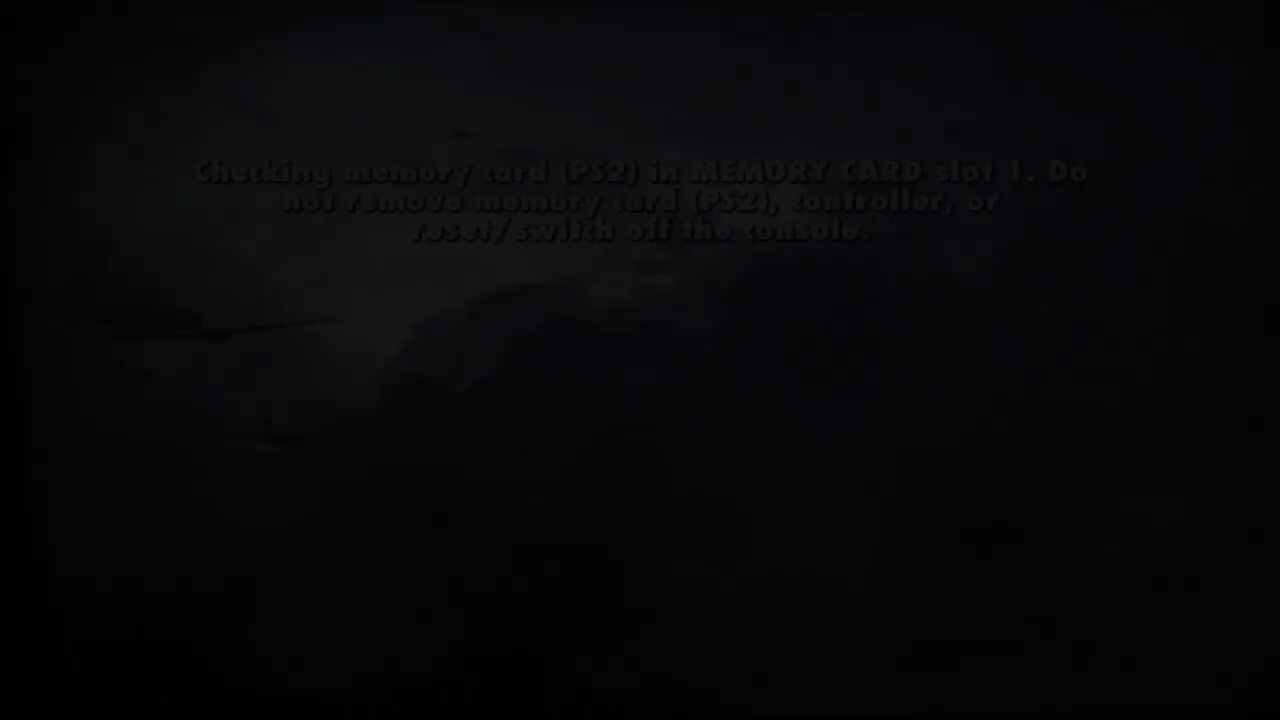 Checking memory card (PS2) in MEMORY CARD slot 1. Do
not remove memory card (PS2), controller, or
reset/switch off the console.